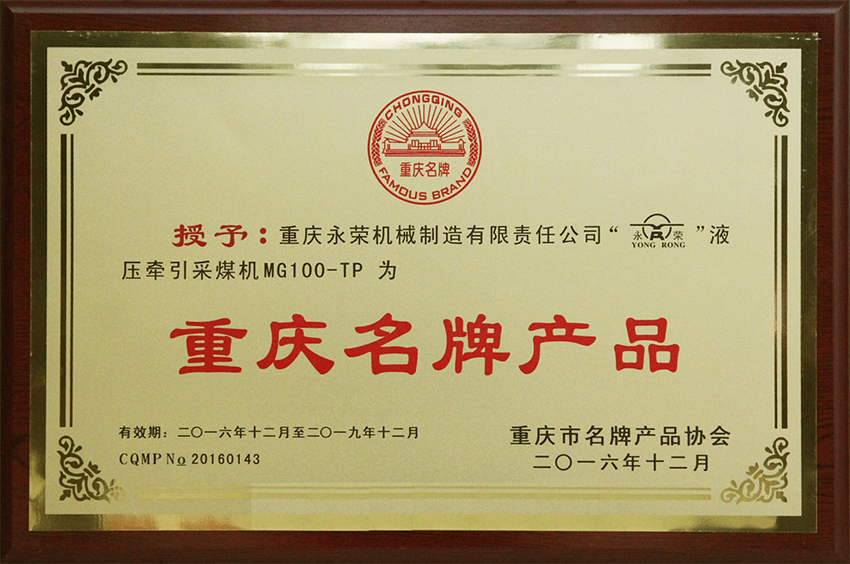 CHONGQING
重庆名牌
FAMOUS BRAND
授予：重庆永荣机械制造有限责任公司“永荣 YONG RONG”液
压牵引采煤机MG100-TP 为
重庆名牌产品
有效期：二〇一六年十二月至二〇一九年十二月
CQMP No 20160143
重庆市名牌产品协会
二〇一六年十二月